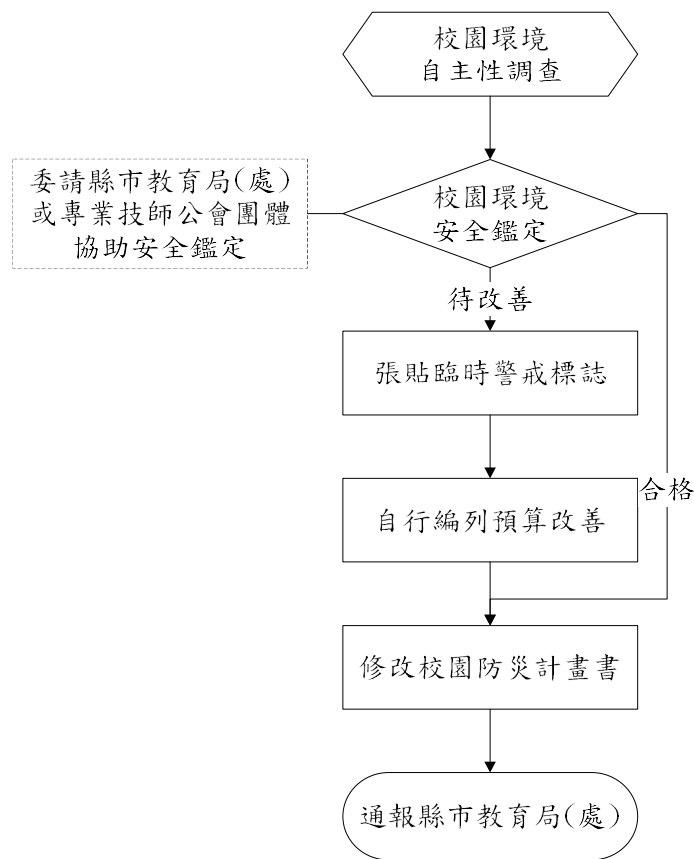 校園環境
自主性調查
委請縣市教育局(處)
或專業技師公會團體
協助安全鑑定
校園環境
安全鑑定
待改善
張貼臨時警戒標誌
合格
自行編列預算改善
修改校園防災計畫書
通報縣市教育局(處)